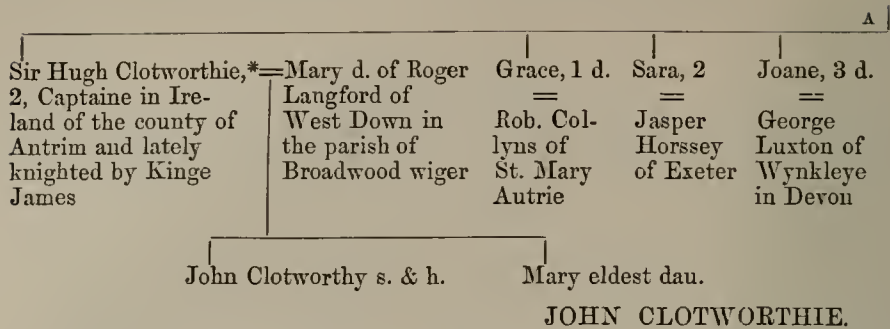 A
Sir Hugh Clotworthie,*=Mary d. of Roger
2, Captaine in Ire-
land of the county of
Antrim and lately
knighted by Kinge
James
Langford of
West Down in
the parish of
Broadwood wiger
Grace, 1 d.
=
Rob. Col-
lyns of
St. Mary
Autrie
Sara, 2
=
Jasper
Horssey
of Exeter
Joane, 3 d.
=
George
Luxton of
Wynkleye
in Devon
John Clotworthy s. & h.
Mary eldest dau.
JOHN CLOTWORTHIE.